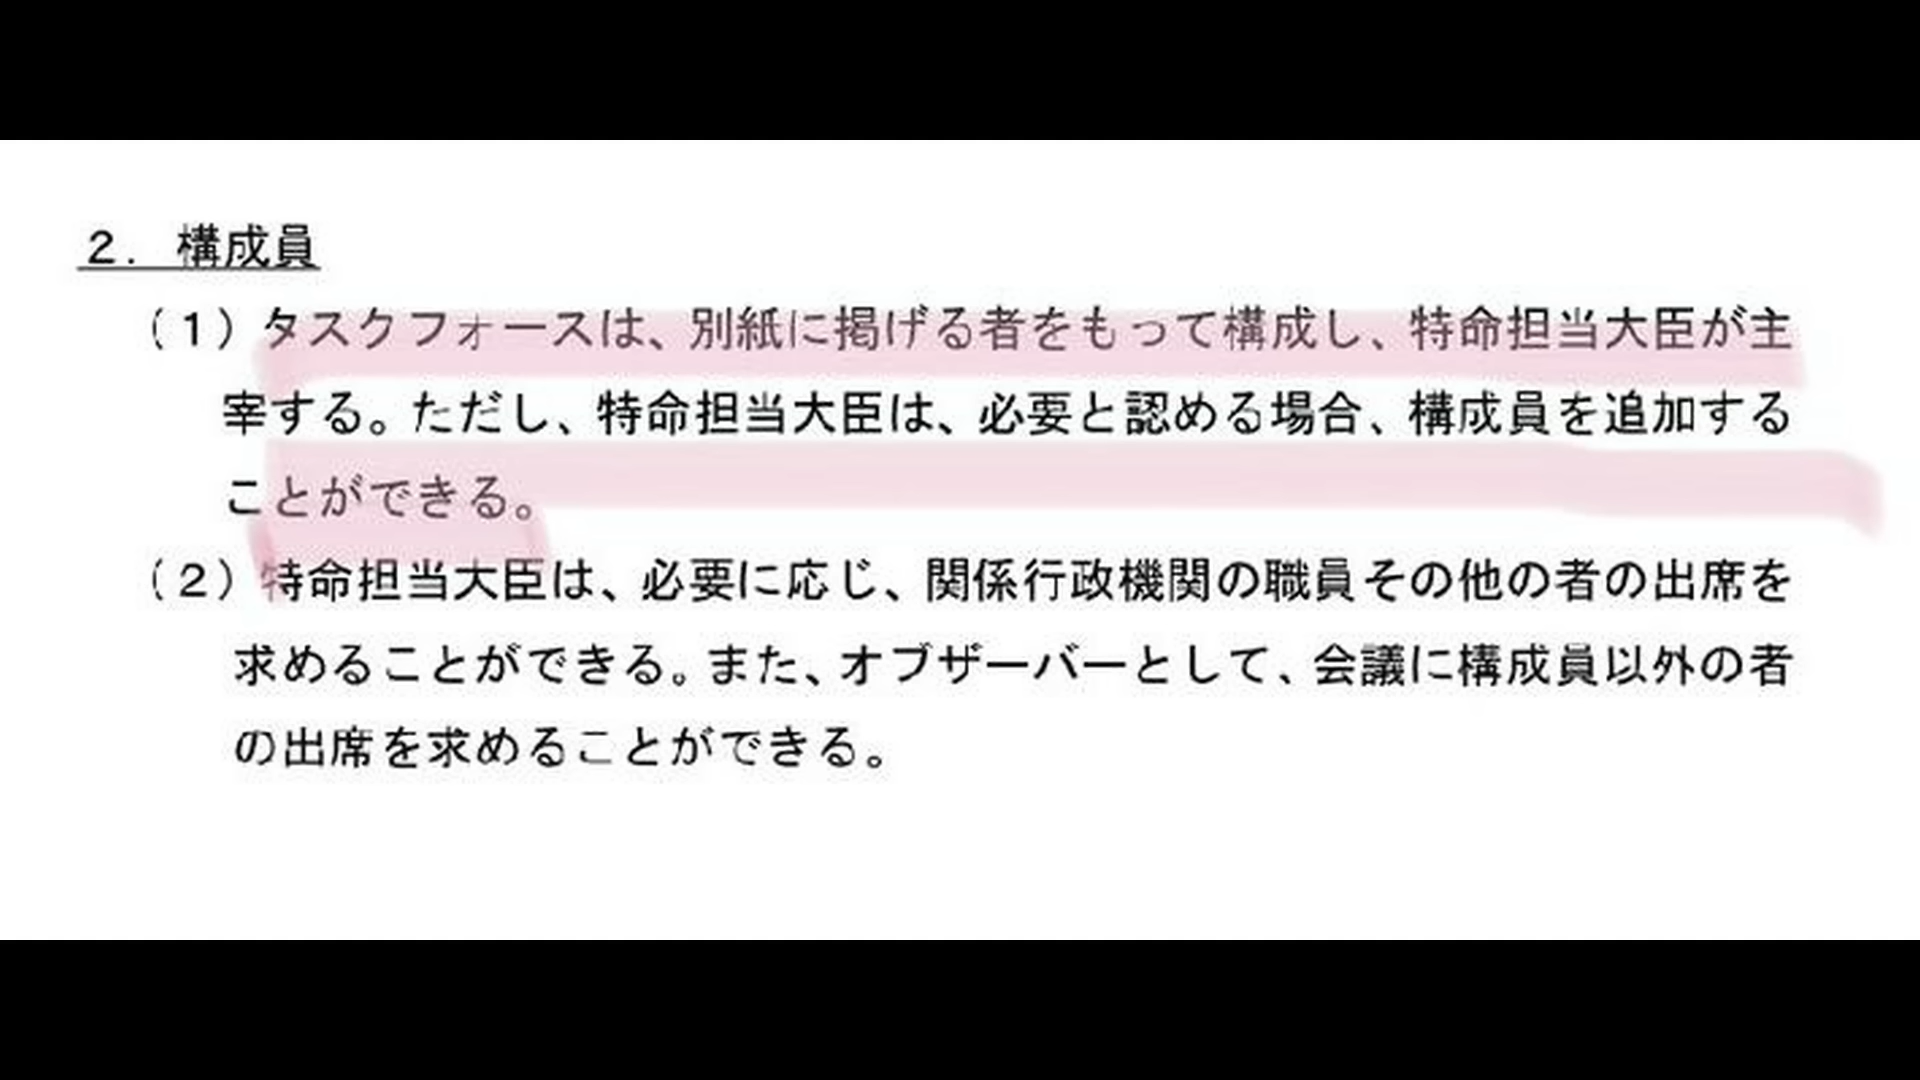 ２．構成員
（１）タスクフォースは、別紙に掲げる者をもって構成し、特命担当大臣が主
宰する。ただし、特命担当大臣は、必要と認める場合、構成員を追加する
ことができる。
（２）特命担当大臣は、必要に応じ、関係行政機関の職員その他の者の出席を
求めることができる。また、オブザーバーとして、会議に構成員以外の者
の出席を求めることができる。